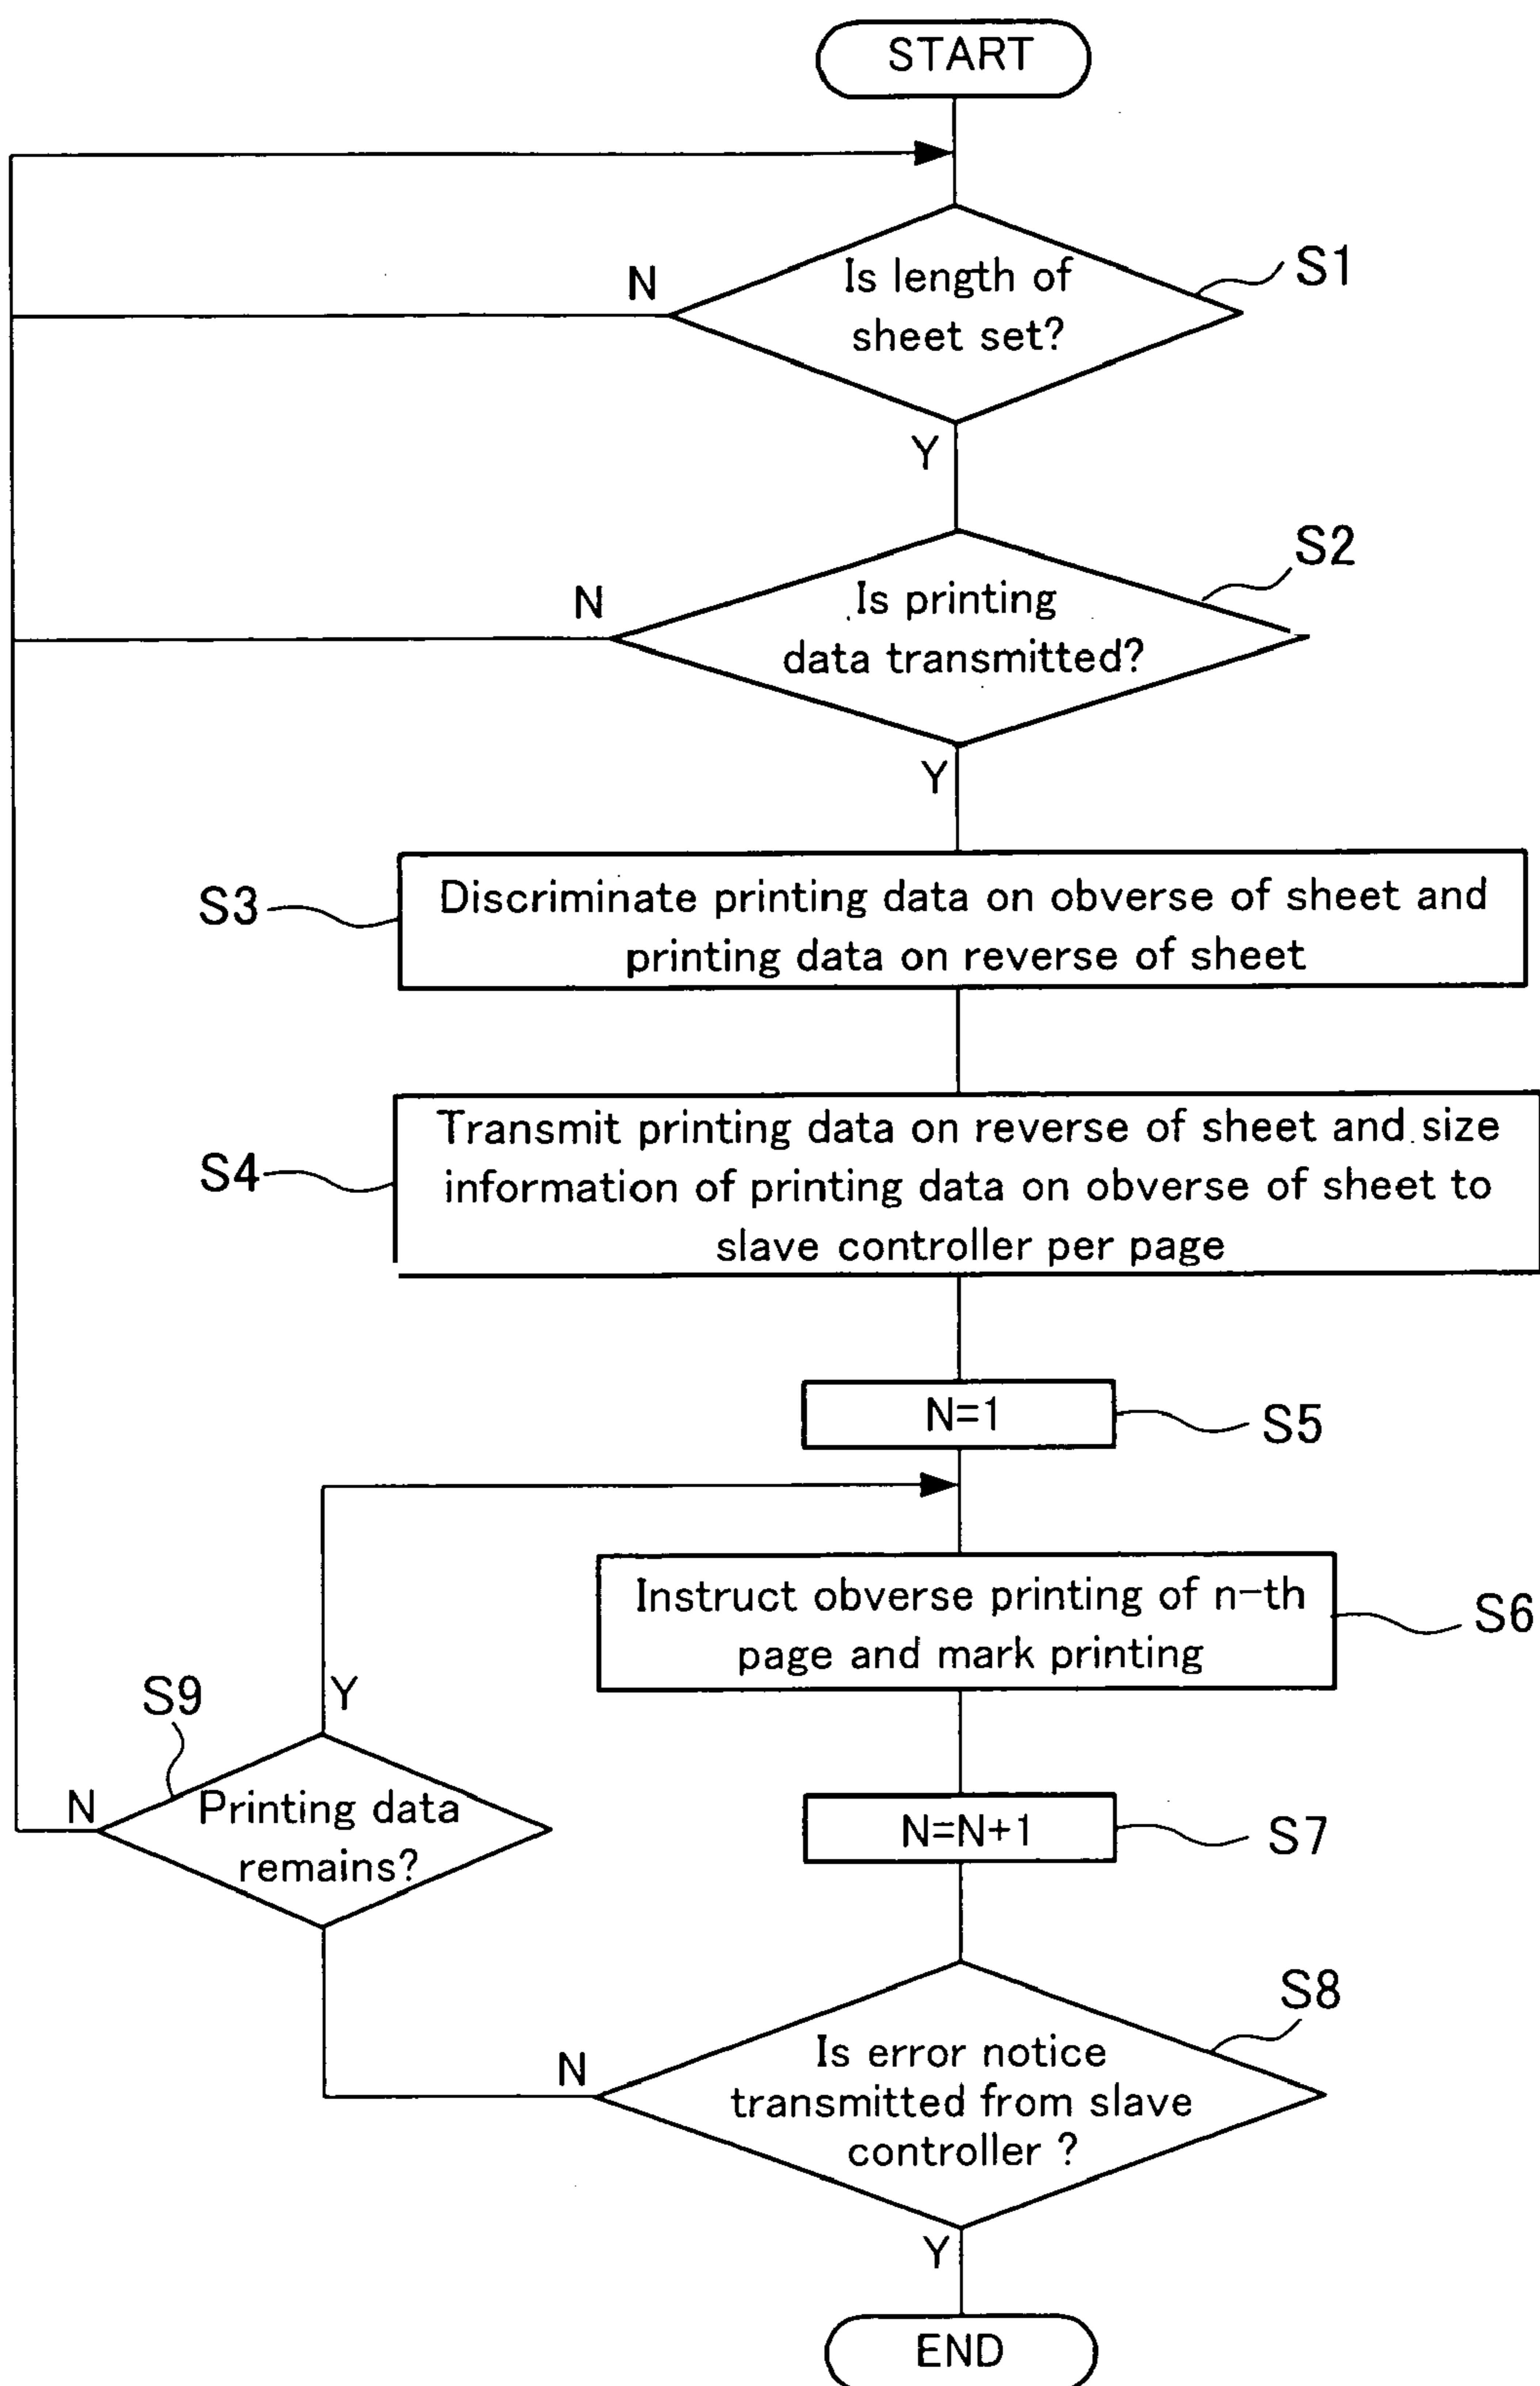 START
N
Is length of
sheet set?
S1
Y
N
Is printing
data transmitted?
S2
Y
S3
Discriminate printing data on obverse of sheet and
printing data on reverse of sheet
S4
Transmit printing data on reverse of sheet and size
information of printing data on obverse of sheet to
slave controller per page
N=1
S5
Instruct obverse printing of n-th
page and mark printing
S6
S9
Y
N
Printing data
remains?
N=N+1
S7
N
Is error notice
transmitted from slave
controller ?
S8
Y
END